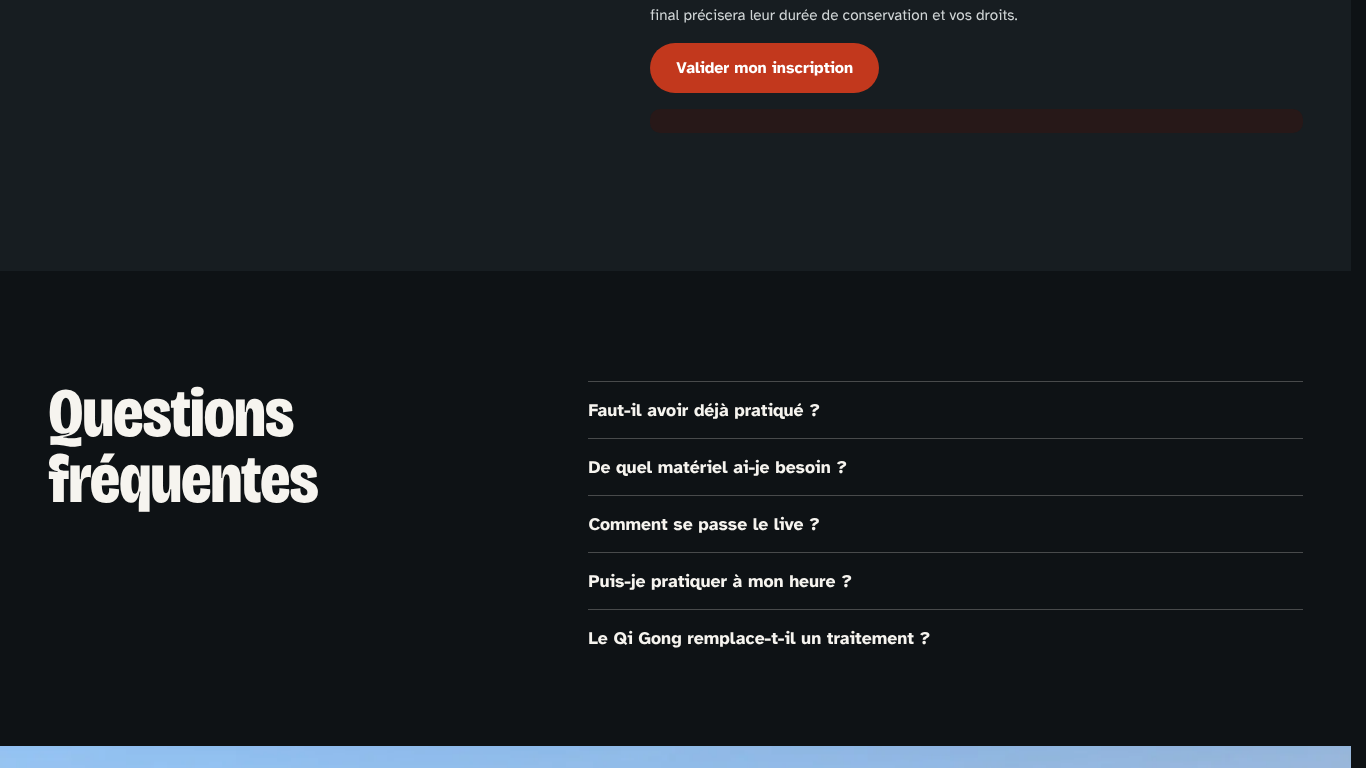 final précisera leur durée de conservation et vos droits.
Valider mon inscription
Questions
fréquentes
Faut-il avoir déjà pratiqué ?
De quel matériel ai-je besoin ?
Comment se passe le live ?
Puis-je pratiquer à mon heure ?
Le Qi Gong remplace-t-il un traitement ?